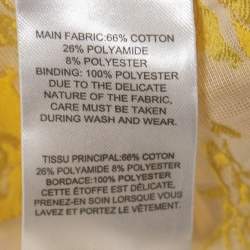 MAIN FABRIC:66% COTTON
26% POLYAMIDE
8% POLYESTER
BINDING: 100% POLYESTER
DUE TO THE DELICATE
NATURE OF THE FABRIC,
CARE MUST BE TAKEN
DURING WASH AND WEAR.
TISSU PRINCIPAL:66% COTTON
26% POLYAMIDE 8% POLYESTER
BORDACE: 100% POLYESTER
CETTE ÉTOFFE EST DÉLICATE,
PRENEZ-EN SOIN LORSQUE VOUS
LAVEZ ET PORTEZ LE VÊTEMENT.